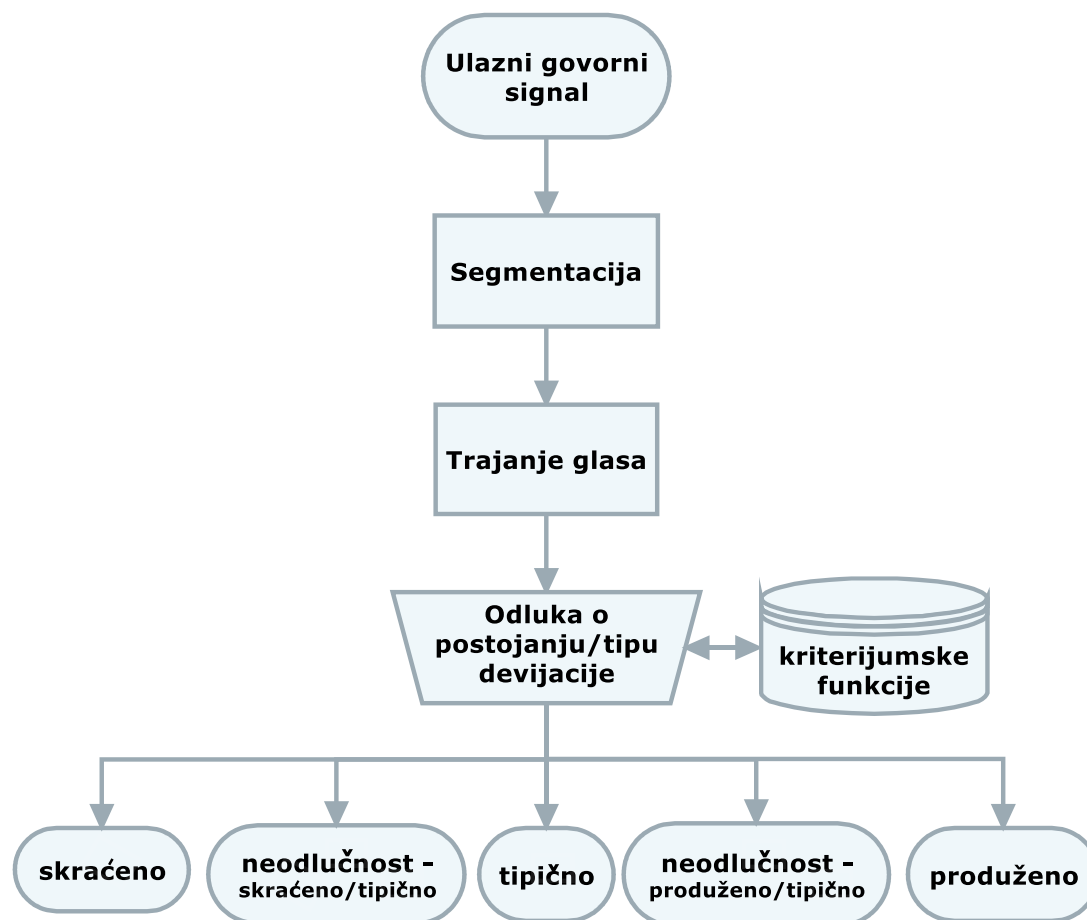 Ulazni govorni
signal
Segmentacija
Trajanje glasa
Odluka o
postojanju/tipu
devijacije
kriterijumske
funkcije
skraćeno
neodlučnost -
skraćeno/tipično
tipično
neodlučnost -
produženo/tipično
produženo